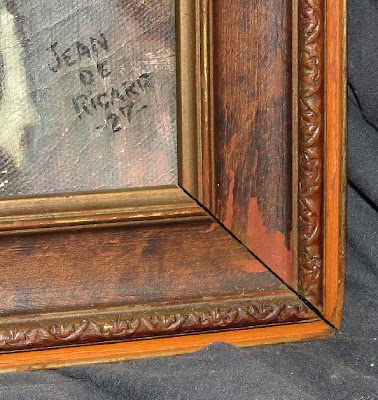 JEAN
DE
RICARD
-27-